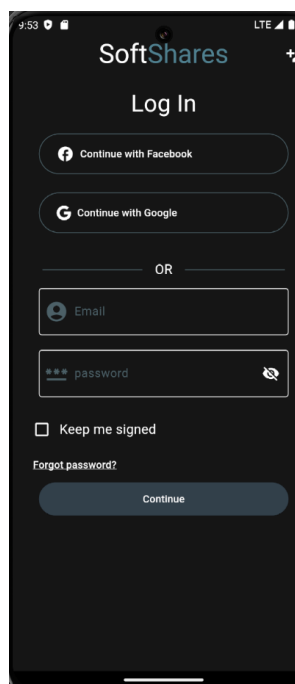 9:53 LTE
SoftShares
Log In
Continue with Facebook
Continue with Google
OR
Email
*** password
Keep me signed
Forgot password?
Continue